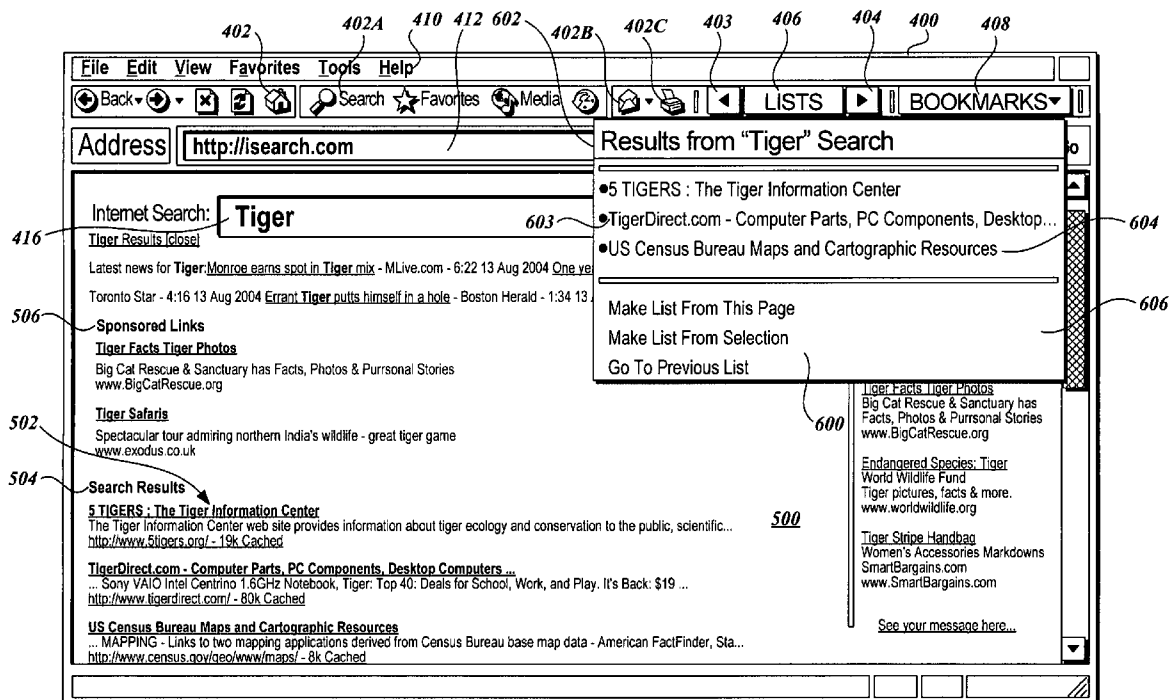 402 402A 410 412 602 402B 402C 403 406 404 400 408
File Edit View Favorites Tools Help
Back Search Favorites Media LISTS BOOKMARKS
Address http://isearch.com
Results from “Tiger” Search
•5 TIGERS : The Tiger Information Center
603 •TigerDirect.com - Computer Parts, PC Components, Desktop...
•US Census Bureau Maps and Cartographic Resources 604
Make List From This Page
606
Make List From Selection
Go To Previous List
600
Internet Search: Tiger
416
Tiger Results [close]
Latest news for Tiger:Monroe earns spot in Tiger mix - MLive.com - 6:22 13 Aug 2004 One ye
Toronto Star - 4:16 13 Aug 2004 Errant Tiger putts himself in a hole - Boston Herald - 1:34 13
506
Sponsored Links
Tiger Facts Tiger Photos
Big Cat Rescue & Sanctuary has Facts, Photos & Purrsonal Stories
www.BigCatRescue.org
Tiger Safaris
502
Spectacular tour admiring northern India's wildlife - great tiger game
www.exodus.co.uk
504
Search Results
5 TIGERS : The Tiger Information Center
The Tiger Information Center web site provides information about tiger ecology and conservation to the public, scientific...
http://www.5tigers.org/ - 19k Cached
500
TigerDirect.com - Computer Parts, PC Components, Desktop Computers ...
... Sony VAIO Intel Centrino 1.6GHz Notebook, Tiger: Top 40: Deals for School, Work, and Play. It's Back: $19 ...
http://www.tigerdirect.com/ - 80k Cached
US Census Bureau Maps and Cartographic Resources
... MAPPING - Links to two mapping applications derived from Census Bureau base map data - American FactFinder, Sta...
http://www.census.gov/geo/www/maps/ - 8k Cached
Tiger Facts Tiger Photos
Big Cat Rescue & Sanctuary has
Facts, Photos & Purrsonal Stories
www.BigCatRescue.org
Endangered Species: Tiger
World Wildlife Fund
Tiger pictures, facts & more.
www.worldwildlife.org
Tiger Stripe Handbag
Women's Accessories Markdowns
SmartBargains.com
www.SmartBargains.com
See your message here...